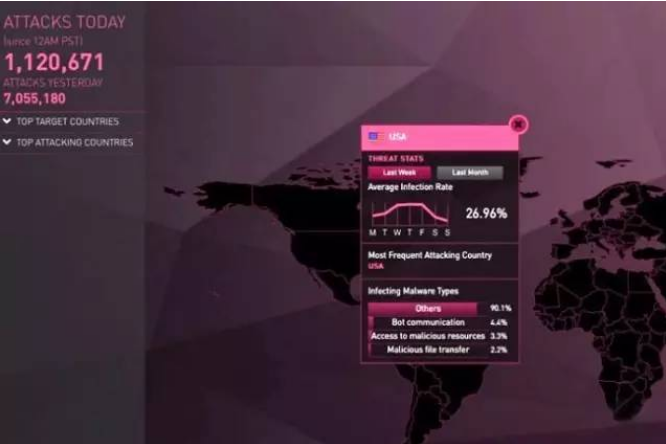 ATTACKS TODAY
(since 12AM PST)
1,120,671
ATTACKS YESTERDAY
7,055,180
TOP TARGET COUNTRIES
TOP ATTACKING COUNTRIES
USA
THREAT STATS
Last Week Last Month
Average Infection Rate
26.96%
M T W T F S S
Most Frequent Attacking Country
USA
Infecting Malware Types
Others 90.1%
Bot communication 4.4%
Access to malicious resources 3.3%
Malicious file transfer 2.2%